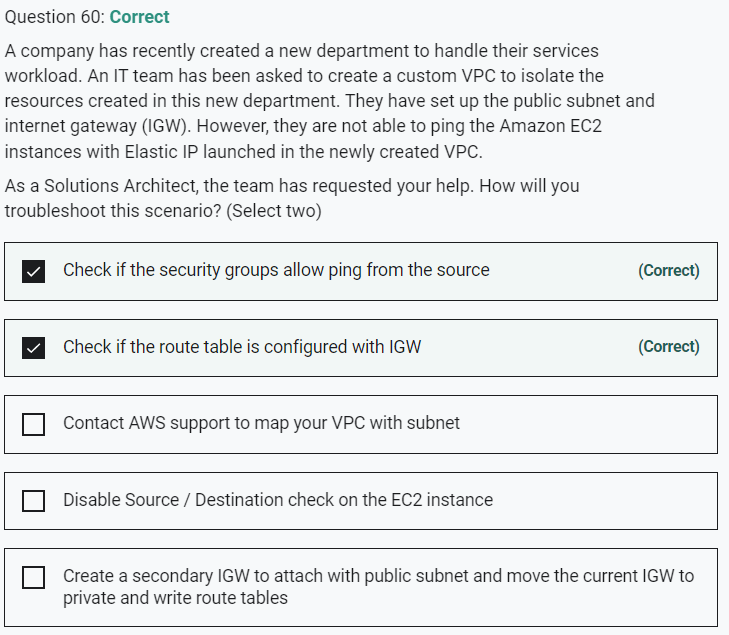 Question 60: Correct
A company has recently created a new department to handle their services
workload. An IT team has been asked to create a custom VPC to isolate the
resources created in this new department. They have set up the public subnet and
internet gateway (IGW). However, they are not able to ping the Amazon EC2
instances with Elastic IP launched in the newly created VPC.
As a Solutions Architect, the team has requested your help. How will you
troubleshoot this scenario? (Select two)
Check if the security groups allow ping from the source (Correct)
Check if the route table is configured with IGW (Correct)
Contact AWS support to map your VPC with subnet
Disable Source / Destination check on the EC2 instance
Create a secondary IGW to attach with public subnet and move the current IGW to
private and write route tables